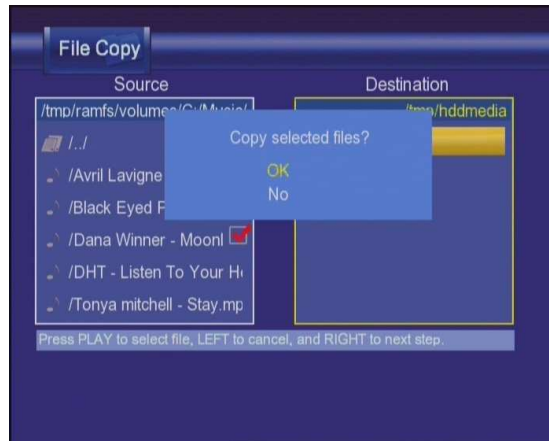 File Copy
Source
Destination
/tmp/ramfs/volumes/C:/Music/
/tmp/hddmedia
Copy selected files?
OK
No
/../
/Avril Lavigne
/Black Eyed
/Dana Winner - Moonl
/DHT - Listen To Your
/Tonya mitchell - Stay.mp
Press PLAY to select file, LEFT to cancel, and RIGHT to next step.